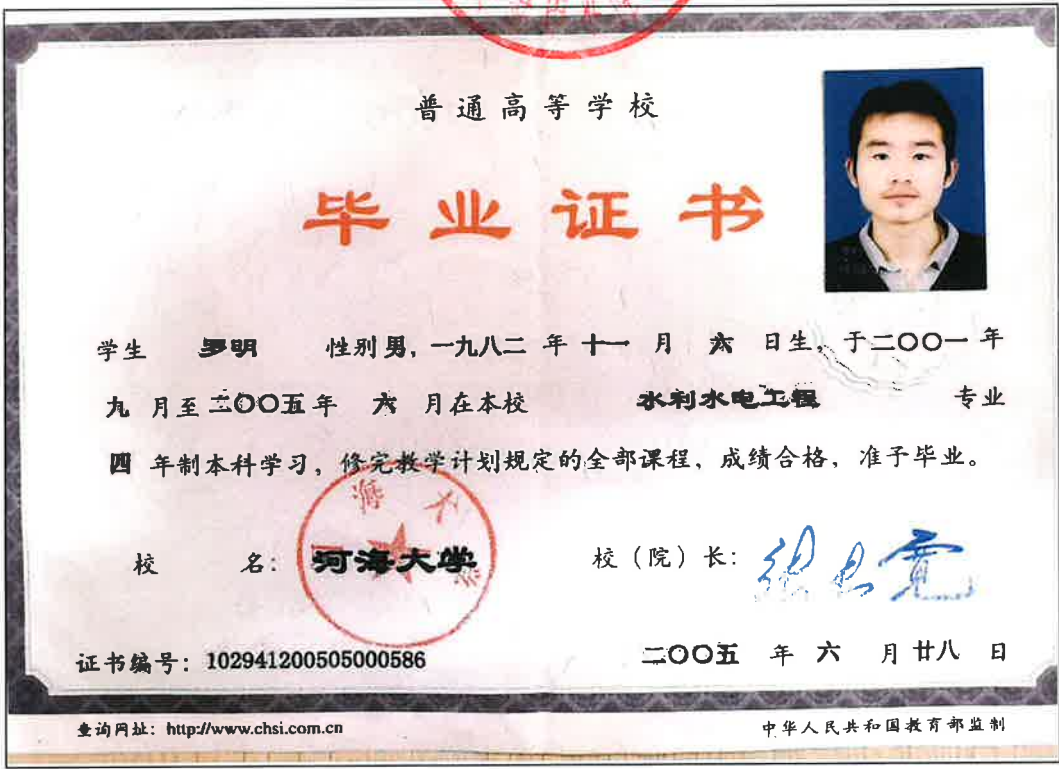 普通高等学校
毕业证书
学生 罗明 性别男，一九八二 年 十一 月 六 日生，于二〇〇一 年
九 月至二〇〇五年 六 月在本校 水利水电工程 专业
四 年制本科学习，修完教学计划规定的全部课程，成绩合格，准予毕业。
校 名：河海大学 校（院）长：
证书编号：102941200505000586 二〇〇五 年 六 月 廿八 日
查询网址：http://www.chsi.com.cn 中华人民共和国教育部监制